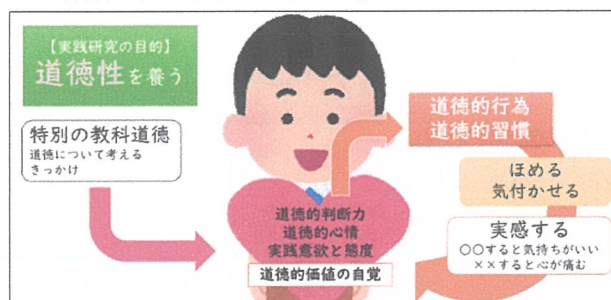 【実践研究の目的】
道徳性を養う
特別の教科道徳
道徳について考える
きっかけ
道徳的判断力
道徳的心情
実践意欲と態度
道徳的価値の自覚
道徳的行為
道徳的習慣
ほめる
気付かせる
実感する
〇〇すると気持ちがいい
××すると心が痛む